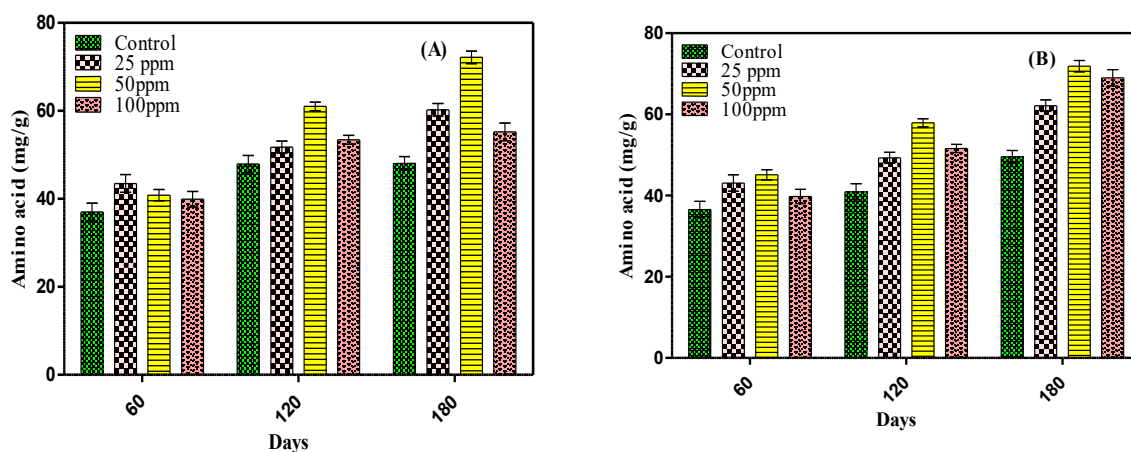 80
60
40
20
0
Amino acid (mg/g)
Control
25 ppm
50ppm
100ppm
(A)
60
120
180
Days
80
60
40
20
0
Amino acid (mg/g)
Control
25 ppm
50ppm
100ppm
(B)
60
120
180
Days